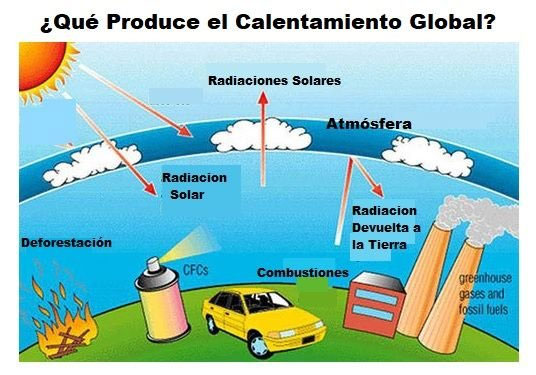 ¿Qué Produce el Calentamiento Global?
Radiaciones Solares
Atmósfera
Radiacion
Solar
Radiacion
Devuelta a
la Tierra
Deforestación
CFCs
Combustiones
greenhouse
gases and
fossil fuels